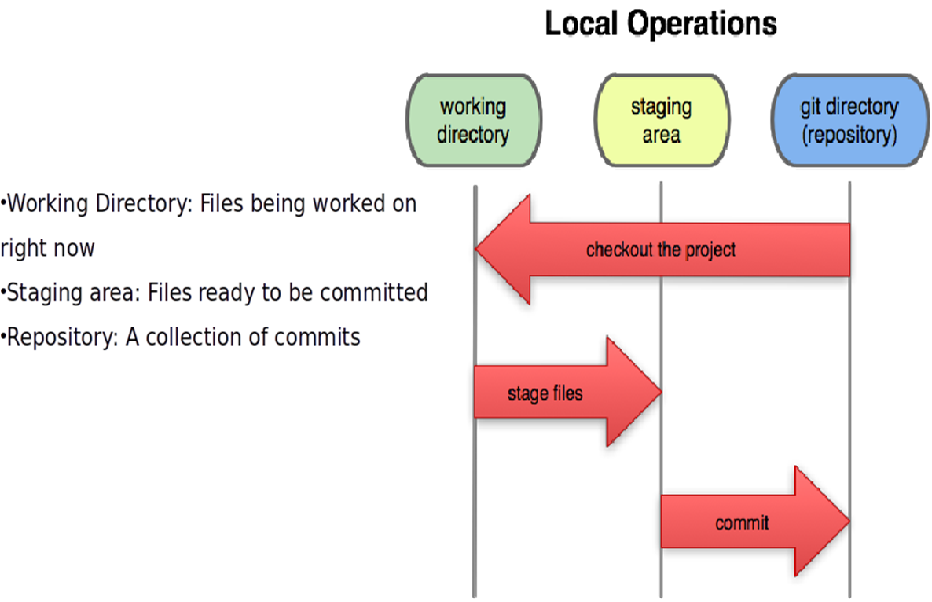 Local Operations
working
directory
staging
area
git directory
(repository)
•Working Directory: Files being worked on
right now
•Staging area: Files ready to be committed
•Repository: A collection of commits
checkout the project
stage files
commit